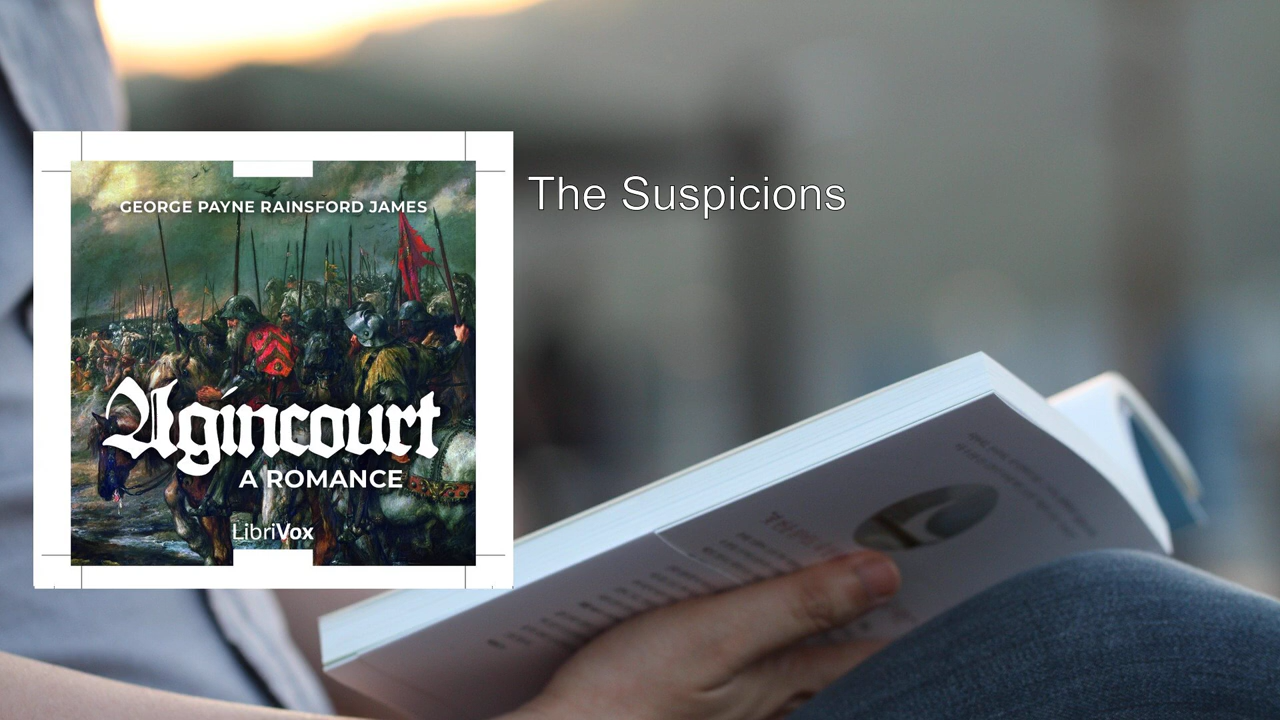 GEORGE PAYNE RAINSFORD JAMES
Agincourt
A ROMANCE
LibriVox
The Suspicions